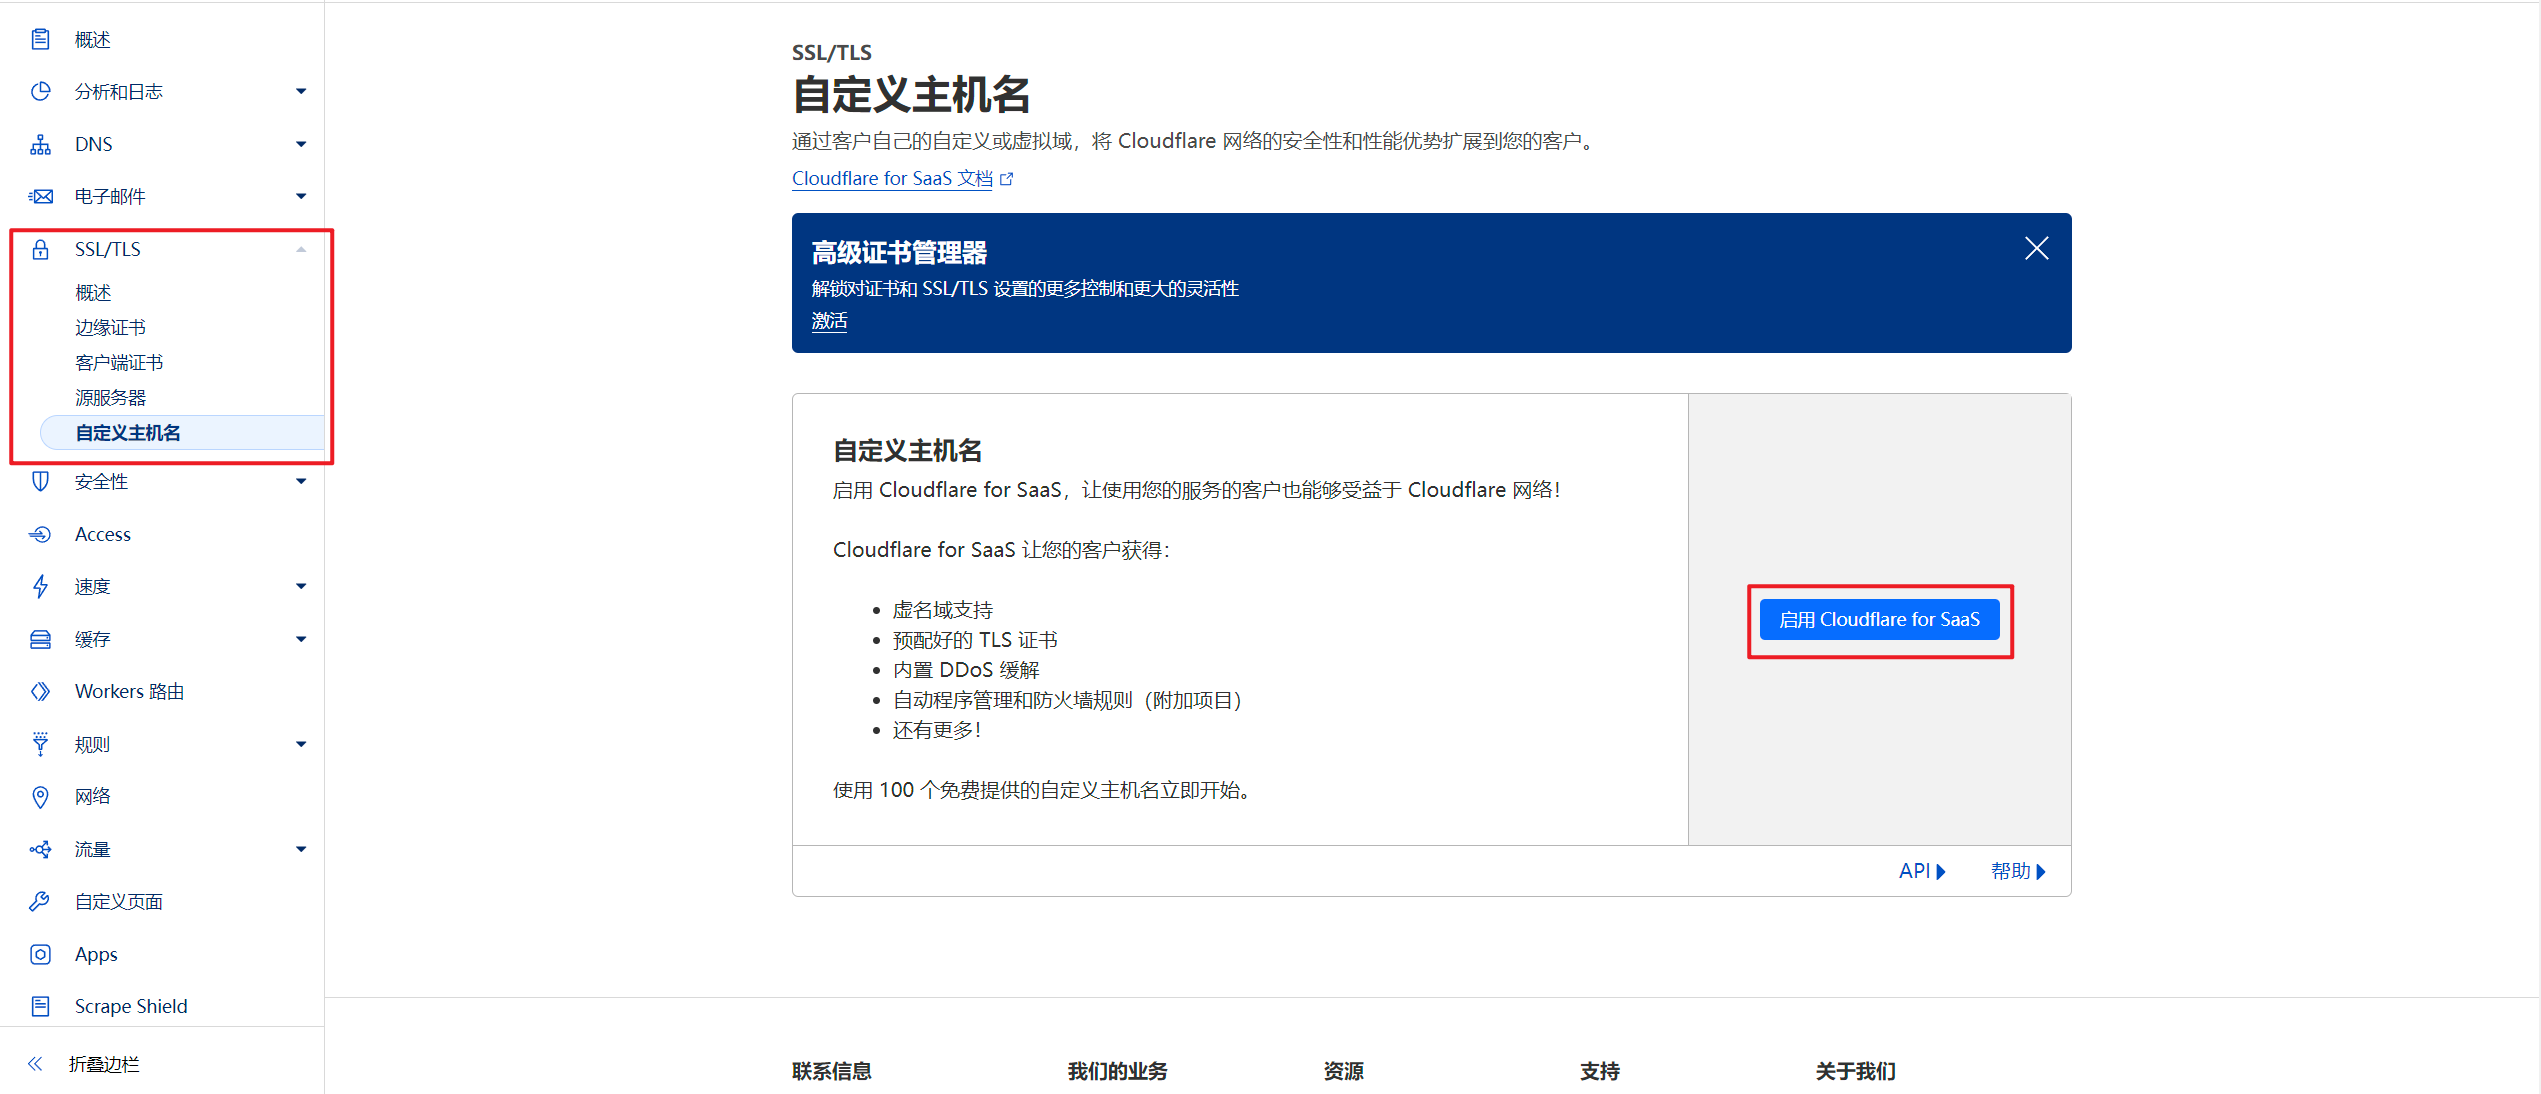 概述
分析和日志
DNS
电子邮件
SSL/TLS
概述
边缘证书
客户端证书
源服务器
自定义主机名
安全性
Access
速度
缓存
Workers 路由
规则
网络
流量
自定义页面
Apps
Scrape Shield
折叠边栏
SSL/TLS
自定义主机名
通过客户自己的自定义或虚拟域，将 Cloudflare 网络的安全性和性能优势扩展到您的客户。
Cloudflare for SaaS 文档
高级证书管理器
解锁对证书和 SSL/TLS 设置的更多控制和更大的灵活性
激活
自定义主机名
启用 Cloudflare for SaaS，让使用您的服务的客户也能够受益于 Cloudflare 网络！
Cloudflare for SaaS 让您的客户获得：
• 虚名域支持
• 预配好的 TLS 证书
• 内置 DDoS 缓解
• 自动程序管理和防火墙规则（附加项目）
• 还有更多！
使用 100 个免费提供的自定义主机名立即开始。
启用 Cloudflare for SaaS
API
帮助
联系信息
我们的业务
资源
支持
关于我们